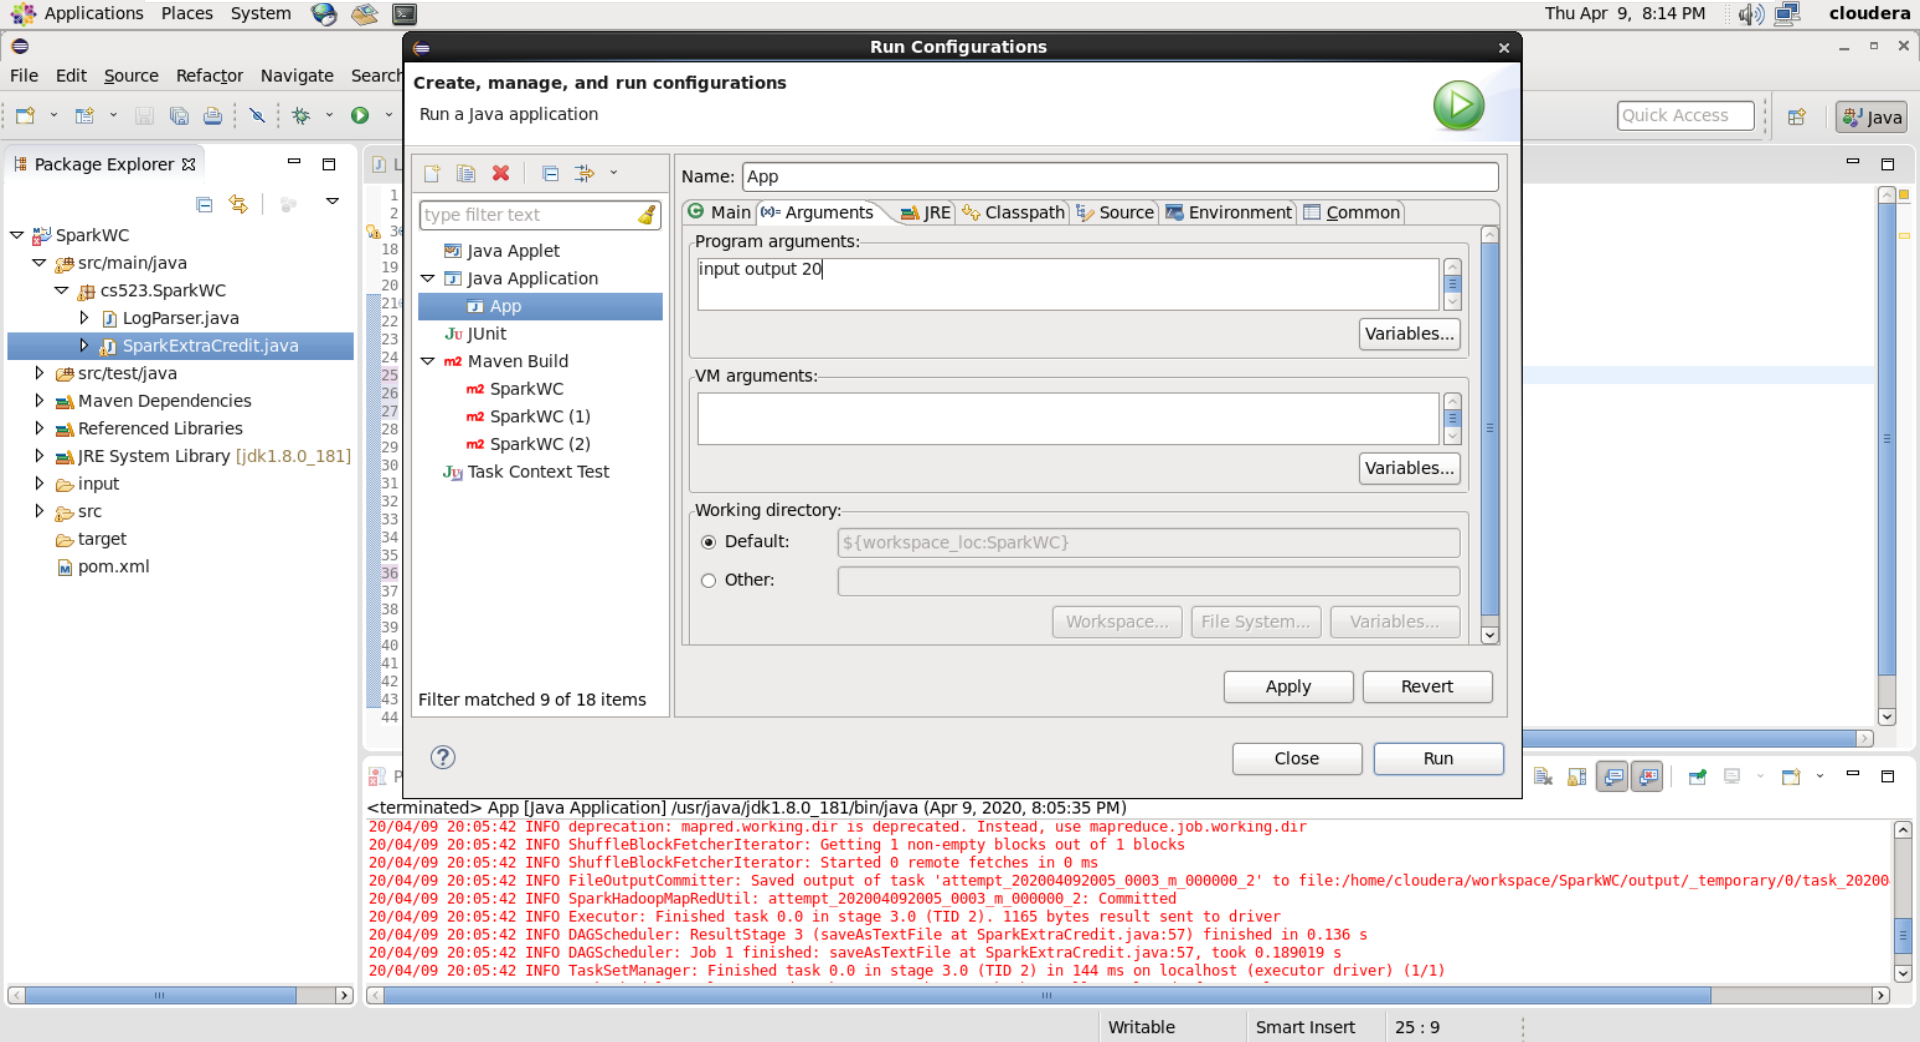 Applications Places System
Thu Apr 9, 8:14 PM cloudera
Run Configurations
File Edit Source Refactor Navigate Search
Create, manage, and run configurations
Run a Java application
Quick Access
Java
Package Explorer
SparkWC
src/main/java
cs523.SparkWC
LogParser.java
SparkExtraCredit.java
src/test/java
Maven Dependencies
Referenced Libraries
JRE System Library [jdk1.8.0_181]
input
src
target
pom.xml
1
2
3
18
19
20
21
22
23
24
25
26
27
28
29
30
31
32
33
34
35
36
37
38
39
40
41
42
43
44
type filter text
Java Applet
Java Application
App
JUnit
Maven Build
SparkWC
SparkWC (1)
SparkWC (2)
Task Context Test
Filter matched 9 of 18 items
Name: App
Main Arguments JRE Classpath Source Environment Common
Program arguments:
input output 20
Variables...
VM arguments:
Variables...
Working directory:
Default: ${workspace_loc:SparkWC}
Other:
Workspace... File System... Variables...
Apply Revert
Close Run
<terminated> App [Java Application] /usr/java/jdk1.8.0_181/bin/java (Apr 9, 2020, 8:05:35 PM)
20/04/09 20:05:42 INFO deprecation: mapred.working.dir is deprecated. Instead, use mapreduce.job.working.dir
20/04/09 20:05:42 INFO ShuffleBlockFetcherIterator: Getting 1 non-empty blocks out of 1 blocks
20/04/09 20:05:42 INFO ShuffleBlockFetcherIterator: Started 0 remote fetches in 0 ms
20/04/09 20:05:42 INFO FileOutputCommitter: Saved output of task 'attempt_202004092005_0003_m_000000_2' to file:/home/cloudera/workspace/SparkWC/output/_temporary/0/task_20200
20/04/09 20:05:42 INFO SparkHadoopMapRedUtil: attempt_202004092005_0003_m_000000_2: Committed
20/04/09 20:05:42 INFO Executor: Finished task 0.0 in stage 3.0 (TID 2). 1165 bytes result sent to driver
20/04/09 20:05:42 INFO DAGScheduler: ResultStage 3 (saveAsTextFile at SparkExtraCredit.java:57) finished in 0.136 s
20/04/09 20:05:42 INFO DAGScheduler: Job 1 finished: saveAsTextFile at SparkExtraCredit.java:57, took 0.189019 s
20/04/09 20:05:42 INFO TaskSetManager: Finished task 0.0 in stage 3.0 (TID 2) in 144 ms on localhost (executor driver) (1/1)
Writable Smart Insert 25 : 9